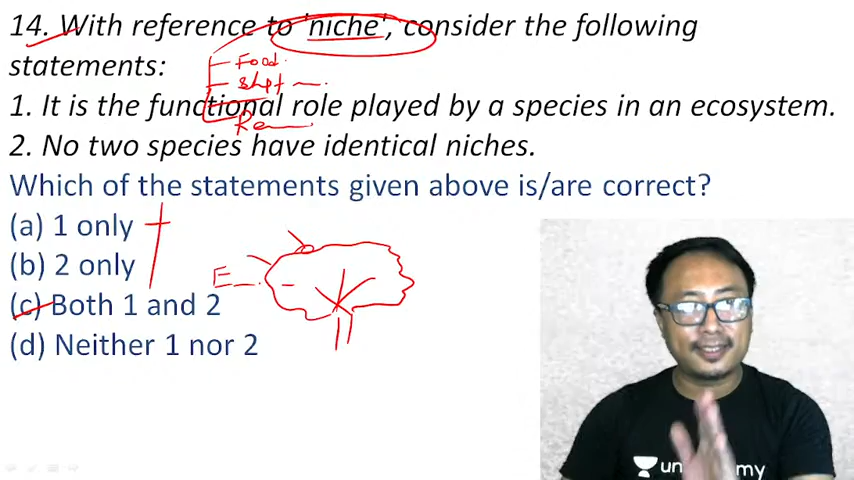 14. With reference to 'niche', consider the following
statements:
Food
1. It is the functional role played by a species in an ecosystem.
Re
2. No two species have identical niches.
Which of the statements given above is/are correct?
(a) 1 only
(b) 2 only
E
(c) Both 1 and 2
(d) Neither 1 nor 2